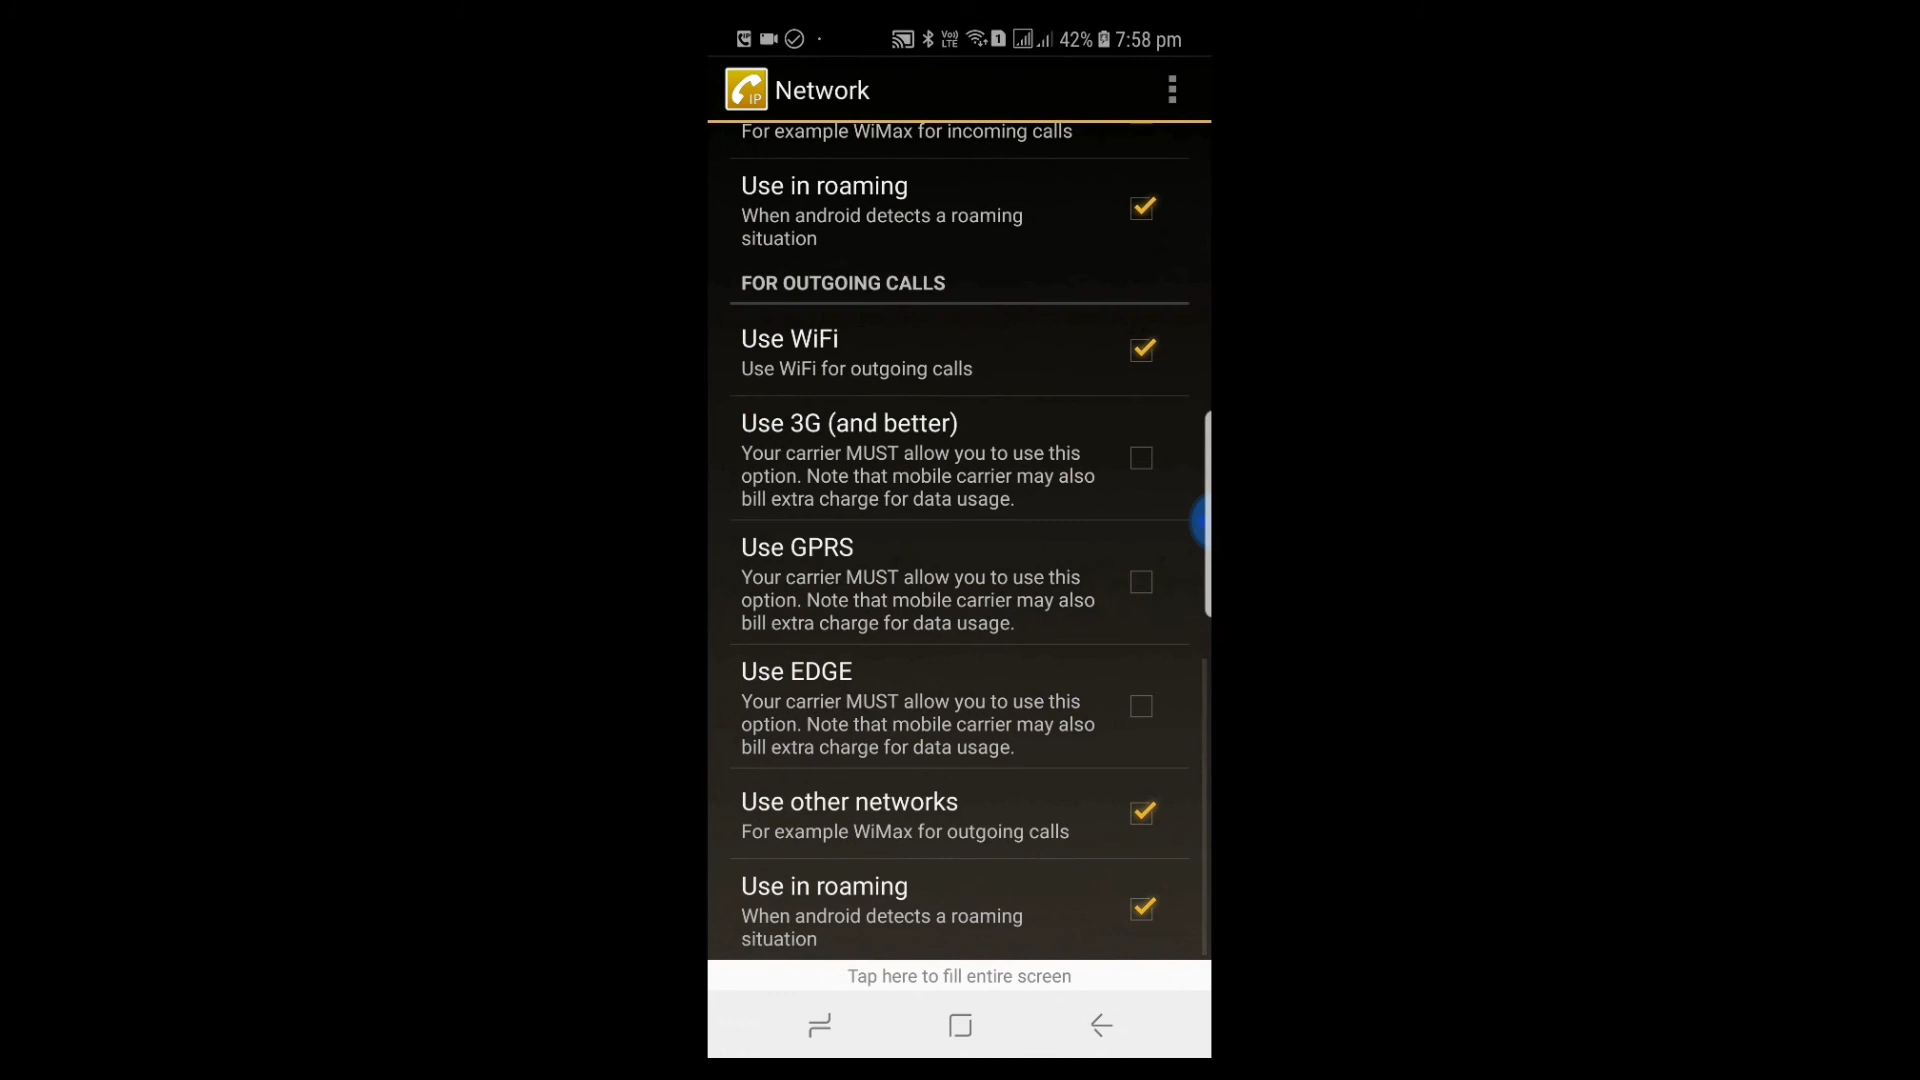 Vo))
LTE
1
42%
7:58 pm
IP
Network
For example WiMax for incoming calls
Use in roaming
When android detects a roaming
situation
FOR OUTGOING CALLS
Use WiFi
Use WiFi for outgoing calls
Use 3G (and better)
Your carrier MUST allow you to use this
option. Note that mobile carrier may also
bill extra charge for data usage.
Use GPRS
Your carrier MUST allow you to use this
option. Note that mobile carrier may also
bill extra charge for data usage.
Use EDGE
Your carrier MUST allow you to use this
option. Note that mobile carrier may also
bill extra charge for data usage.
Use other networks
For example WiMax for outgoing calls
Use in roaming
When android detects a roaming
situation
Tap here to fill entire screen